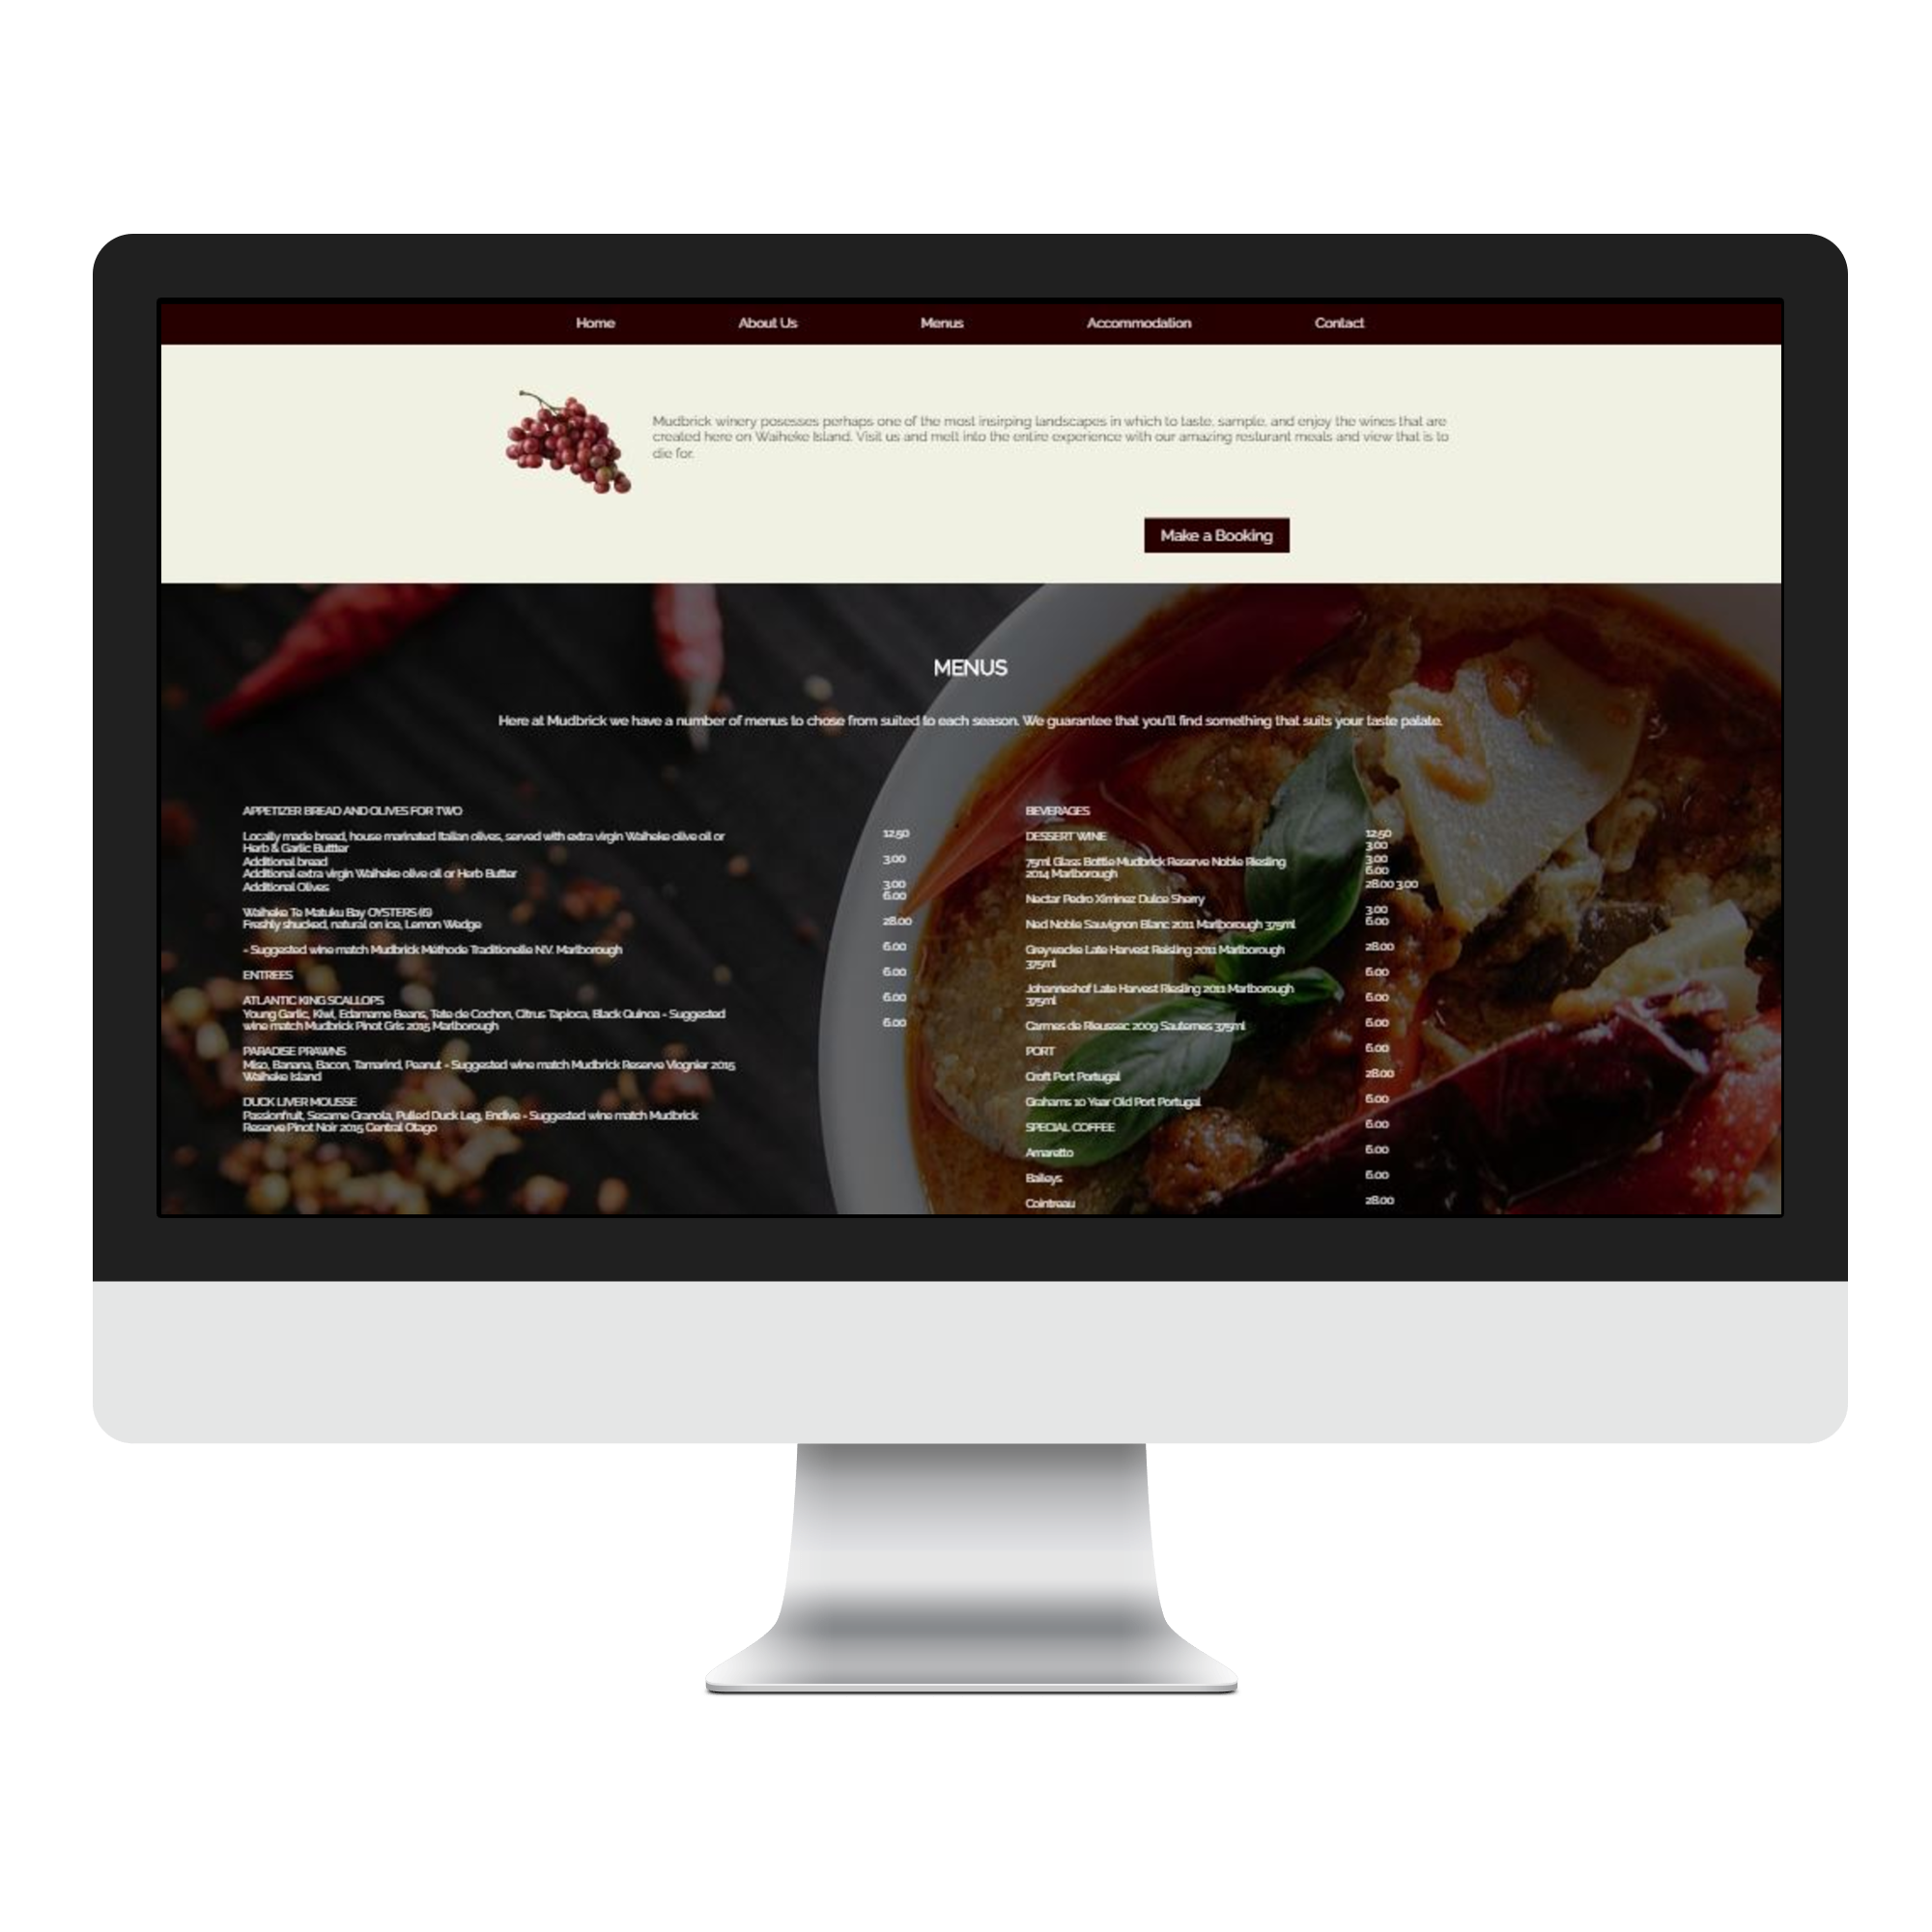 Home About Us Menus Accommodation Contact
Mudbrick winery posesses perhaps one of the most insirping landscapes in which to taste, sample, and enjoy the wines that are
created here on Waiheke Island. Visit us and melt into the entire experience with our amazing resturant meals and view that is to
die for.
Make a Booking
MENUS
Here at Mudbrick we have a number of menus to chose from suited to each season. We guarantee that you'll find something that suits your taste palate.
APPETIZER BREAD AND OLIVES FOR TWO
Locally made bread, house marinated Italian olives, served with extra virgin Waiheke olive oil or
Herb & Garlic Buttter
Additional bread
Additional extra virgin Waiheke olive oil or Herb Butter
Additional Olives
Waiheke Te Matuku Bay OYSTERS (6)
Freshly shucked, natural on ice, Lemon Wedge
- Suggested wine match Mudbrick Méthode Traditionelle N.V. Marlborough
ENTREES
ATLANTIC KING SCALLOPS
Young Garlic, Kiwi, Edamame Beans, Tete de Cochon, Citrus Tapioca, Black Quinoa - Suggested
wine match Mudbrick Pinot Gris 2015 Marlborough
PARADISE PRAWNS
Miso, Banana, Bacon, Tamarind, Peanut - Suggested wine match Mudbrick Reserve Viognier 2015
Waiheke Island
DUCK LIVER MOUSSE
Passionfruit, Sesame Granola, Pulled Duck Leg, Endive - Suggested wine match Mudbrick
Reserve Pinot Noir 2015 Central Otago
12.50
3.00
3.00
6.00
28.00
6.00
6.00
6.00
6.00
BEVERAGES
DESSERT WINE
75ml Glass Bottle Mudbrick Reserve Noble Riesling
2014 Marlborough
Nectar Pedro Ximinez Dulce Sherry
Ned Noble Sauvignon Blanc 2011 Marlborough 375ml
Greywacke Late Harvest Reisling 2011 Marlborough
375ml
Johanneshof Late Harvest Riesling 2011 Marlborough
375ml
Carmes de Rieussec 2009 Sauternes 375ml
PORT
Croft Port Portugal
Grahams 10 Year Old Port Portugal
SPECIAL COFFEE
Amaretto
Baileys
Cointreau
12.50
3.00
3.00
6.00
28.00 3.00
3.00
6.00
28.00
6.00
6.00
6.00
6.00
28.00
6.00
6.00
6.00
6.00
28.00